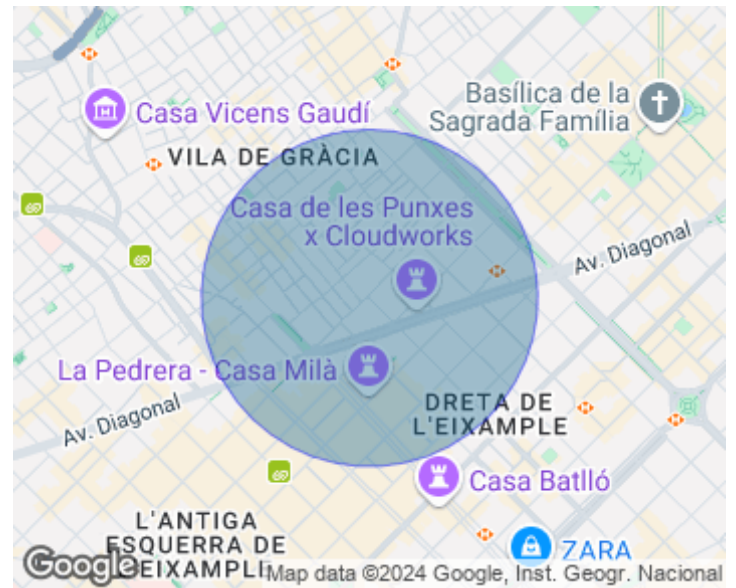 Casa Vicens Gaudí
Basílica de la
Sagrada Família
VILA DE GRÀCIA
Casa de les Punxes
x Cloudworks
Av. Diagonal
La Pedrera - Casa Milà
Av. Diagonal
DRETA DE
L'EIXAMPLE
Casa Batlló
L'ANTIGA
ESQUERRA DE
L'EIXAMPLE
ZARA
Google
Map data ©2024 Google, Inst. Geogr. Nacional